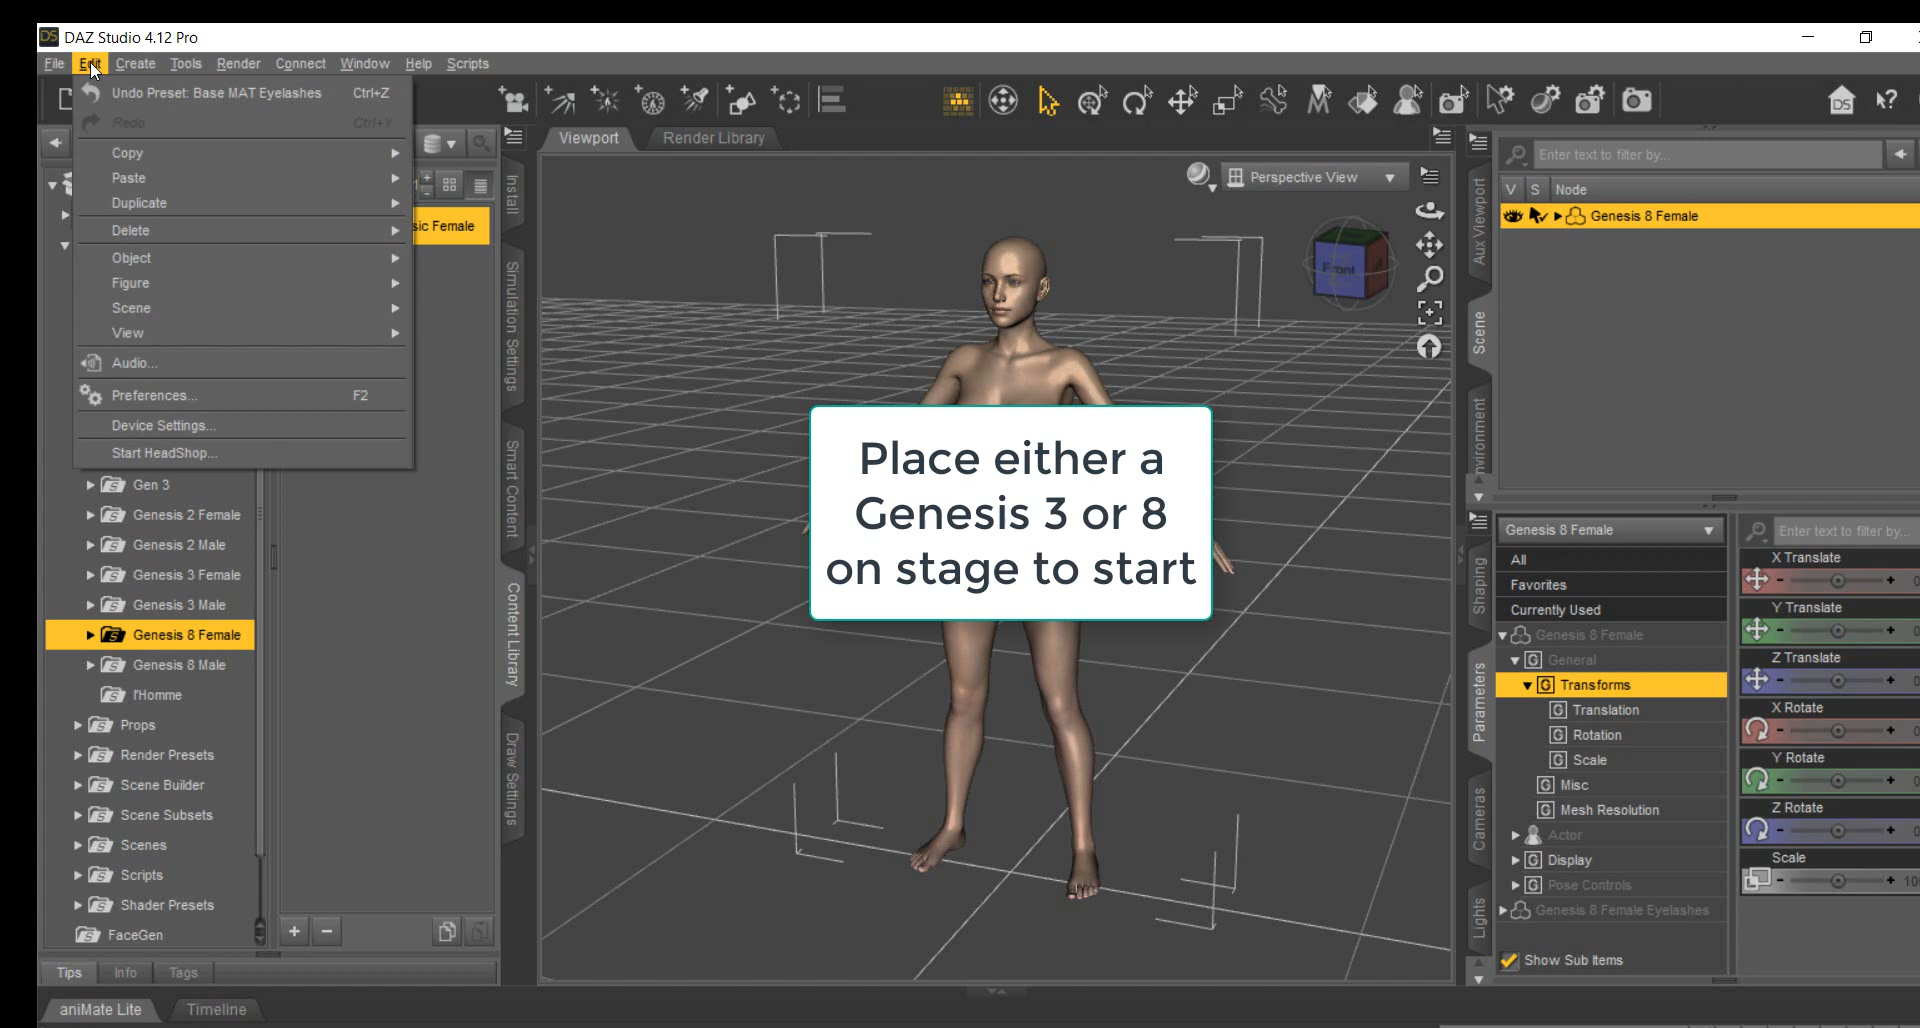 DS DAZ Studio 4.12 Pro
File Edit Create Tools Render Connect Window Help Scripts
Undo Preset: Base MAT Eyelashes Ctrl+Z
Redo Ctrl+Y
Copy
Paste
Duplicate
Delete
Object
Figure
Scene
View
Audio...
Preferences... F2
Device Settings...
Start HeadShop...
sic Female
Gen 3
Genesis 2 Female
Genesis 2 Male
Genesis 3 Female
Genesis 3 Male
Genesis 8 Female
Genesis 8 Male
l'Homme
Props
Render Presets
Scene Builder
Scene Subsets
Scenes
Scripts
Shader Presets
FaceGen
Tips Info Tags
aniMate Lite Timeline
Install
Simulation Settings
Smart Content
Content Library
Draw Settings
Viewport Render Library
Perspective View
Front
Place either a
Genesis 3 or 8
on stage to start
DS
Aux Viewport
Scene
nvironment
Enter text to filter by...
V S Node
Genesis 8 Female
Shaping
Parameters
Cameras
Lights
Genesis 8 Female
All
Favorites
Currently Used
Genesis 8 Female
General
Transforms
Translation
Rotation
Scale
Misc
Mesh Resolution
Actor
Display
Pose Controls
Genesis 8 Female Eyelashes
Show Sub Items
Enter text to filter by...
X Translate
Y Translate
Z Translate
X Rotate
Y Rotate
Z Rotate
Scale